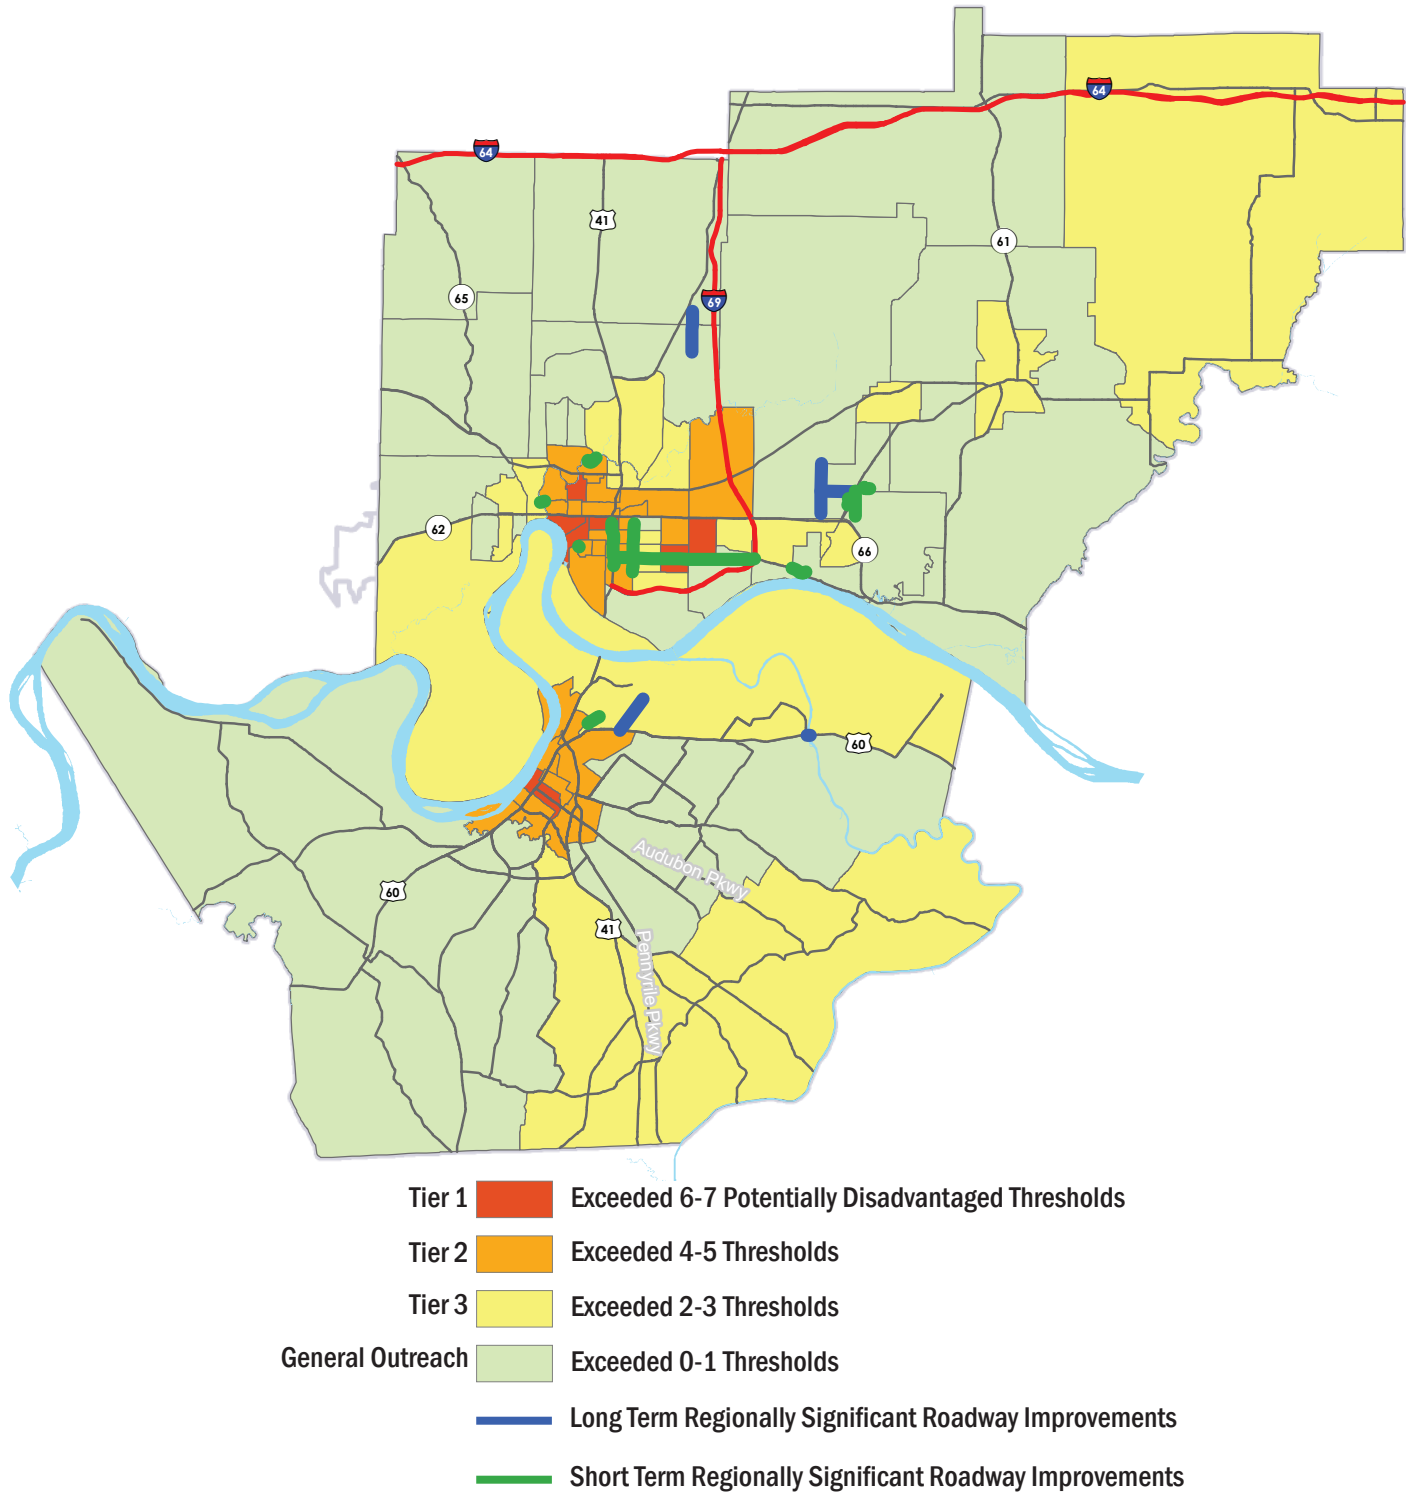 64
64
41
61
65
69
62
66
60
Audubon Pkwy
60
41
Pennyrile Pkwy
Tier 1 Exceeded 6-7 Potentially Disadvantaged Thresholds
Tier 2 Exceeded 4-5 Thresholds
Tier 3 Exceeded 2-3 Thresholds
General Outreach Exceeded 0-1 Thresholds
Long Term Regionally Significant Roadway Improvements
Short Term Regionally Significant Roadway Improvements